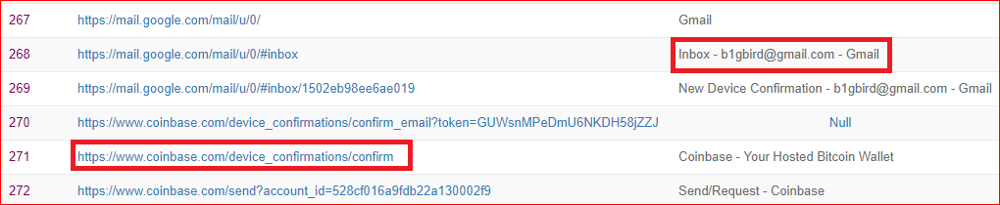 267 https://mail.google.com/mail/u/0/ Gmail
268 https://mail.google.com/mail/u/0/#inbox Inbox - b1gbird@gmail.com - Gmail
269 https://mail.google.com/mail/u/0/#inbox/1502eb98ee6ae019 New Device Confirmation - b1gbird@gmail.com - Gmail
270 https://www.coinbase.com/device_confirmations/confirm_email?token=GUWsnMPeDmU6NKDH58jZZJ Null
271 https://www.coinbase.com/device_confirmations/confirm Coinbase - Your Hosted Bitcoin Wallet
272 https://www.coinbase.com/send?account_id=528cf016a9fdb22a130002f9 Send/Request - Coinbase